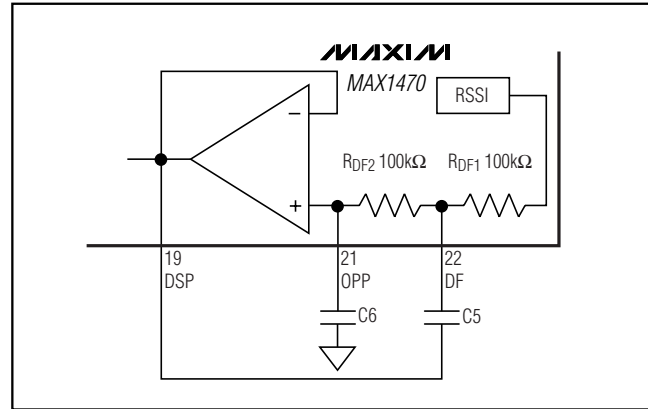 MAXIM
MAX1470
RSSI
RDF2 100kΩ
RDF1 100kΩ
−
+
19
DSP
21
OPP
22
DF
C6
C5